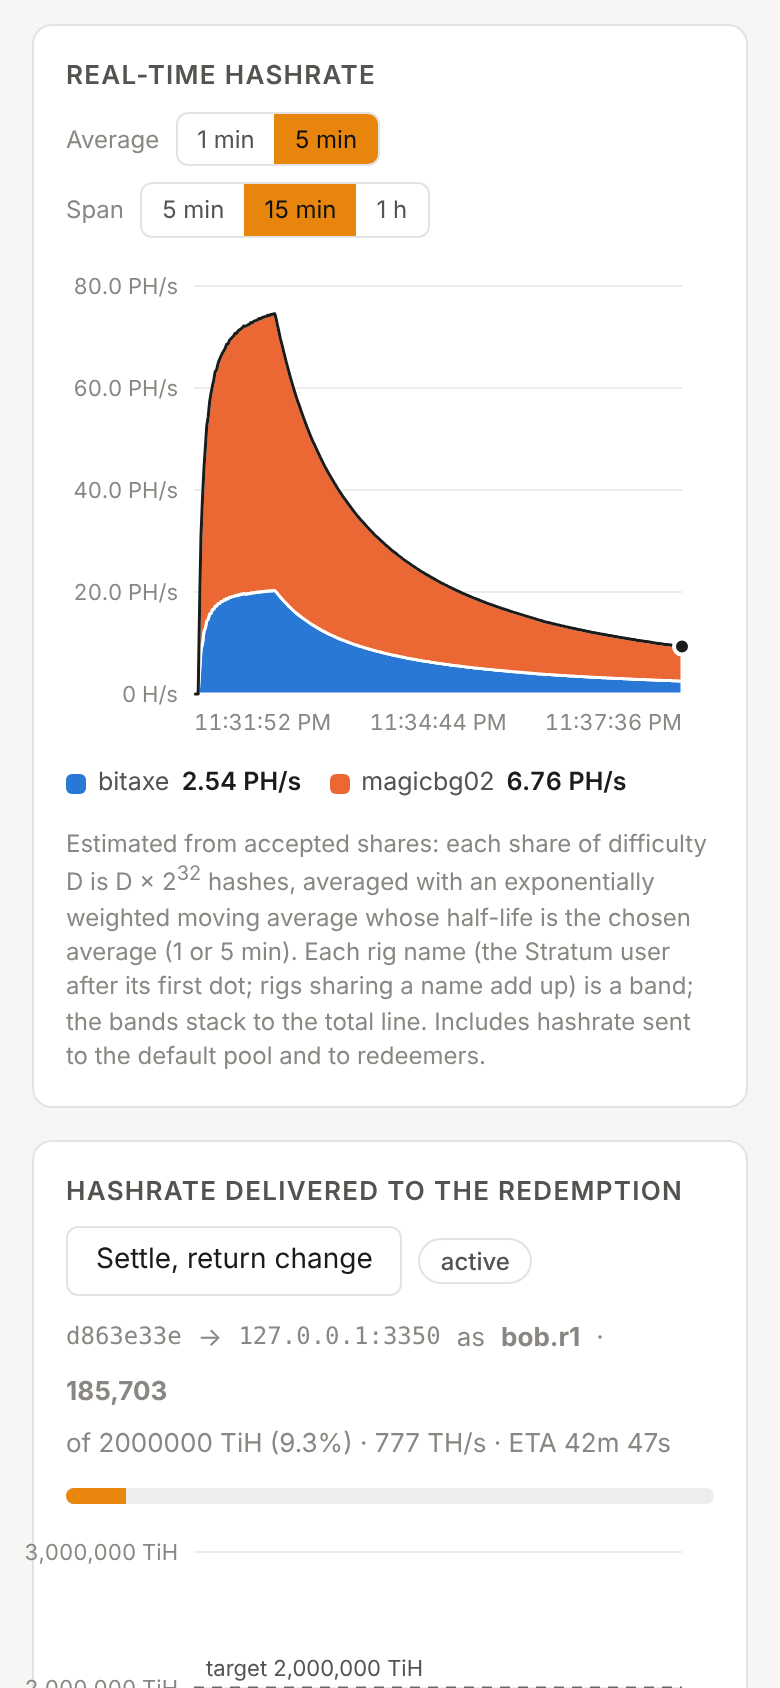 REAL-TIME HASHRATE
Average 1 min 5 min
Span 5 min 15 min 1 h
80.0 PH/s
60.0 PH/s
40.0 PH/s
20.0 PH/s
0 H/s
11:31:52 PM 11:34:44 PM 11:37:36 PM
bitaxe 2.54 PH/s magicbg02 6.76 PH/s
Estimated from accepted shares: each share of difficulty
D is D × 2³² hashes, averaged with an exponentially
weighted moving average whose half-life is the chosen
average (1 or 5 min). Each rig name (the Stratum user
after its first dot; rigs sharing a name add up) is a band;
the bands stack to the total line. Includes hashrate sent
to the default pool and to redeemers.
HASHRATE DELIVERED TO THE REDEMPTION
Settle, return change active
d863e33e → 127.0.0.1:3350 as bob.r1 ·
185,703
of 2000000 TiH (9.3%) · 777 TH/s · ETA 42m 47s
3,000,000 TiH
target 2,000,000 TiH
2,000,000 TiH